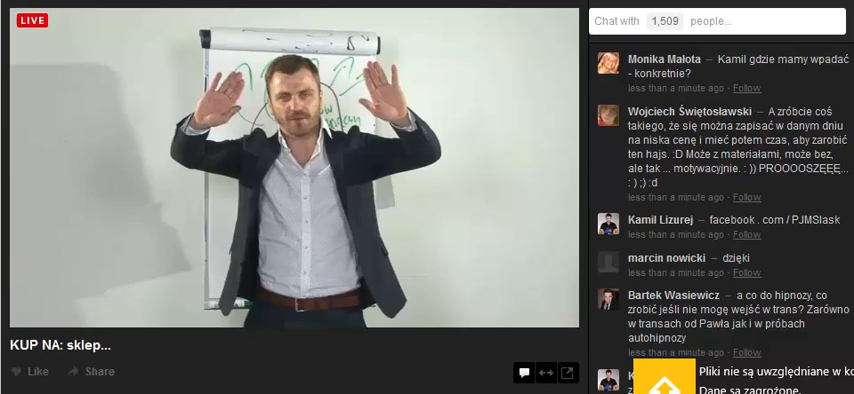 LIVE
KUP NA: sklep...
Like
Share
Chat with 1,509 people...
Monika Małota – Kamil gdzie mamy wpadać
- konkretnie?
less than a minute ago · Follow
Wojciech Świętosławski – A zróbcie coś
takiego, że się można zapisać w danym dniu
na niska cenę i mieć potem czas, aby zarobić
ten hajs. :D Może z materiałami, może bez,
ale tak ... motywacyjnie. : )) PROOOOSZĘĘĘ...
: ) ;) :d
less than a minute ago · Follow
Kamil Lizurej – facebook . com / PJMSlask
less than a minute ago · Follow
marcin nowicki – dzięki
less than a minute ago · Follow
Bartek Wasiewicz – a co do hipnozy, co
zrobić jeśli nie mogę wejść w trans? Zarówno
w transach od Pawła jak i w próbach
autohipnozy
less than a minute ago · Follow
Pliki nie są uwzględniane w
Dane są zagrożone.